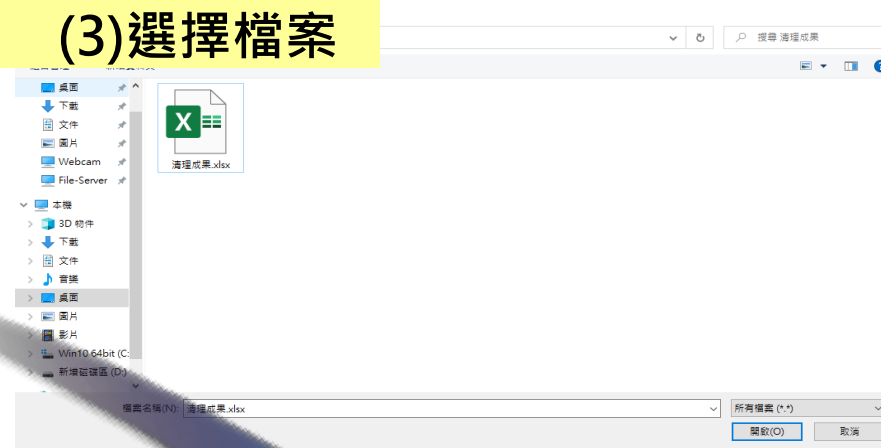 (3)選擇檔案
搜尋 清理成果
桌面
下載
文件
圖片
Webcam
File-Server
清理成果.xlsx
本機
3D 物件
下載
文件
音樂
桌面
圖片
影片
Win10 64bit (C:
新增磁碟區 (D:)
檔案名稱(N): 清理成果.xlsx
所有檔案 (*.*)
開啟(O)
取消